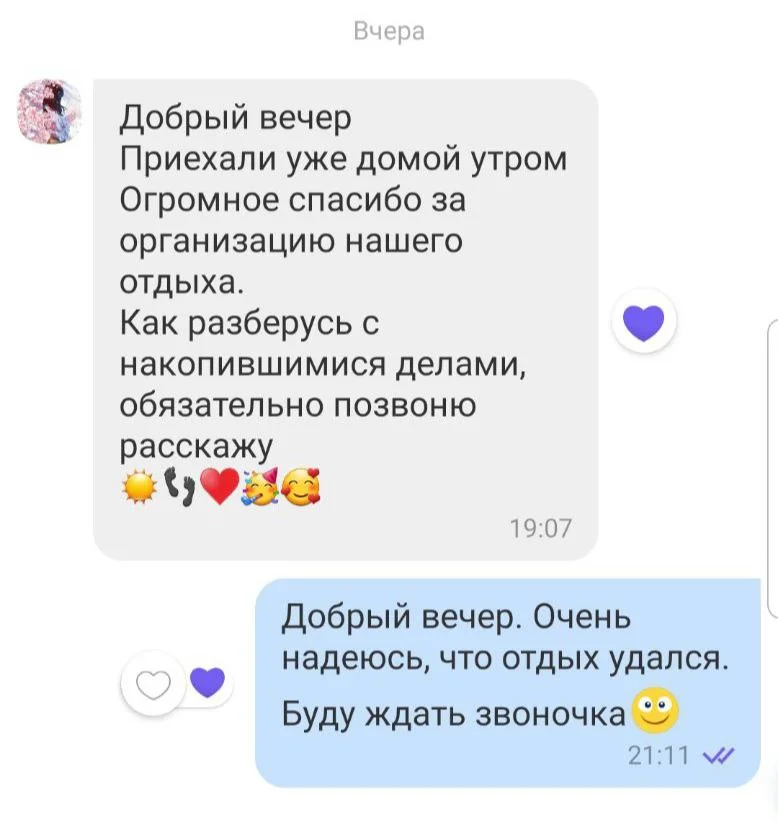 Вчера
Добрый вечер
Приехали уже домой утром
Огромное спасибо за
организацию нашего
отдыха.
Как разберусь с
накопившимися делами,
обязательно позвоню
расскажу
☀️👣❤️🥳🥰
19:07
Добрый вечер. Очень
надеюсь, что отдых удался.
Буду ждать звоночка🙂
21:11